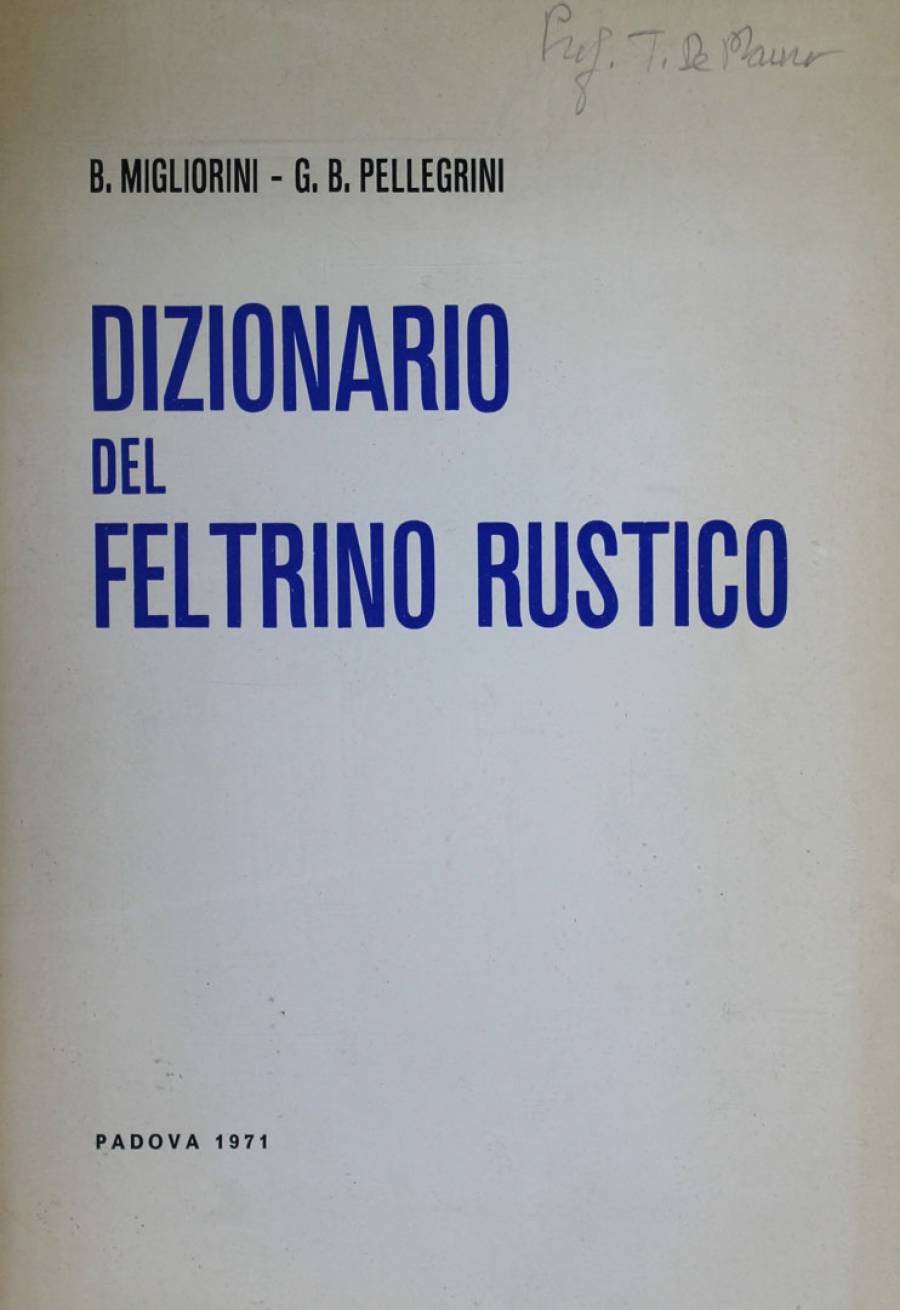 Prof. T. De Mauro
B. MIGLIORINI - G. B. PELLEGRINI
DIZIONARIO
DEL
FELTRINO RUSTICO
PADOVA 1971